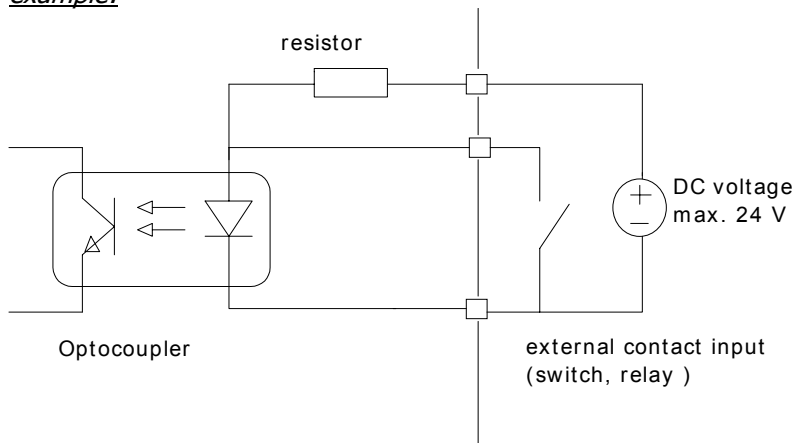 example:
resistor
DC voltage
max. 24 V
Optocoupler
external contact input
(switch, relay )